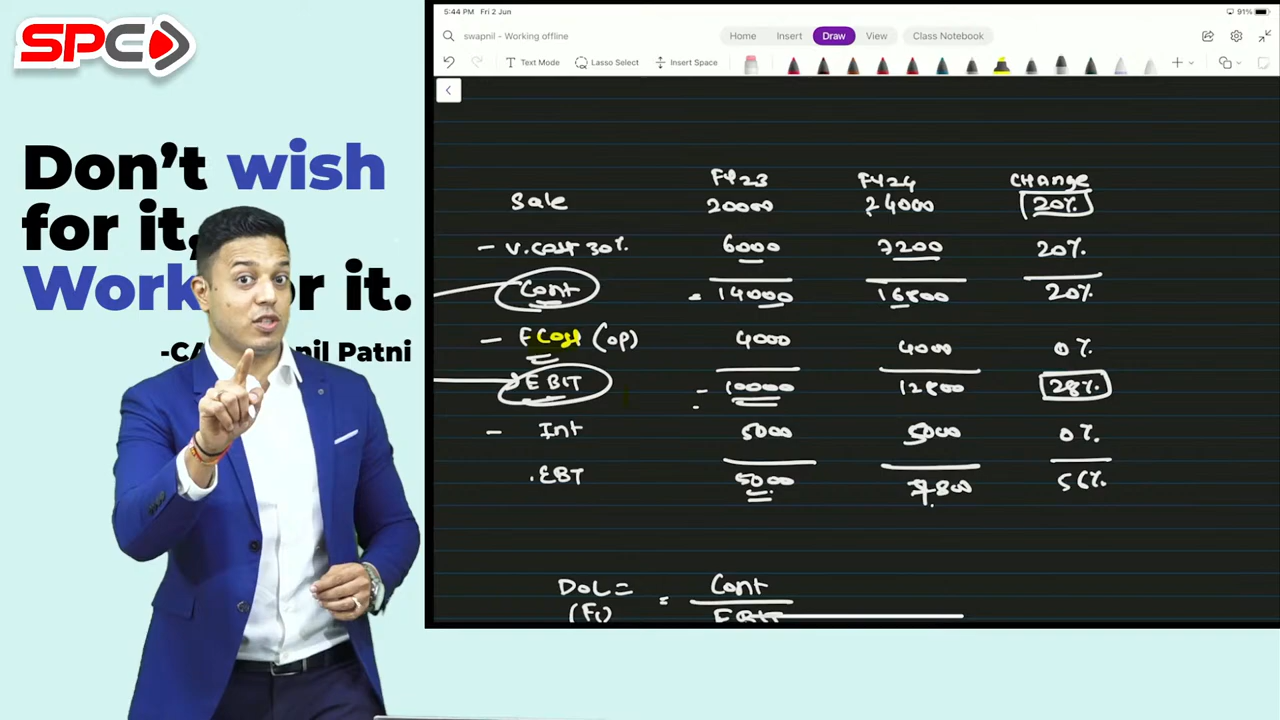 SPC
Don't wish
for it,
Work for it.
-CA nil Patni
5:44 PM Fri 2 Jun
91%
swapnil - Working offline
Home Insert Draw View Class Notebook
Text Mode Lasso Select Insert Space
FY23 FY24 CHANGE
Sale 20000 24000 20%
- V.cost 30% 6000 7200 20%
Cont = 14000 16800 20%
- F Cost (op) 4000 4000 0%
EBIT = 10000 12800 28%
- Int 5000 5000 0%
EBT 5000 7800 56%
DOL = = Cont
(F1) EBIT